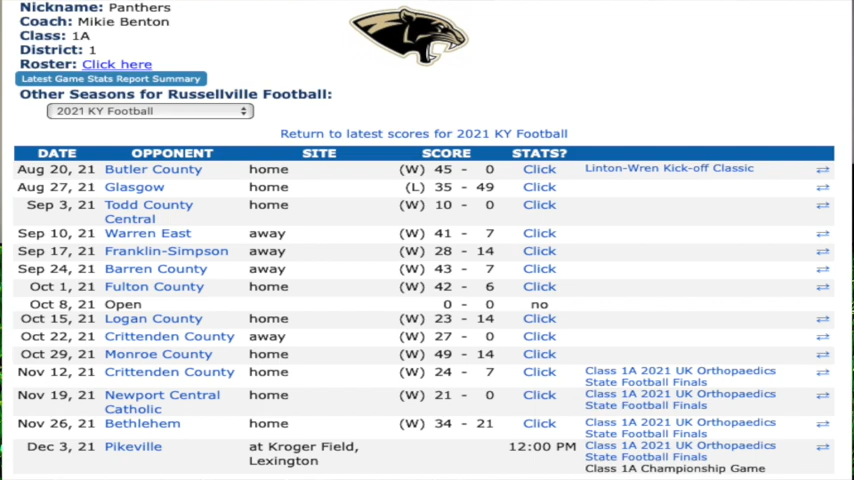 Nickname: Panthers
Coach: Mikie Benton
Class: 1A
District: 1
Roster: Click here
Latest Game Stats Report Summary
Other Seasons for Russellville Football:
2021 KY Football
Return to latest scores for 2021 KY Football
DATE OPPONENT SITE SCORE STATS?
Aug 20, 21 Butler County home (W) 45 - 0 Click Linton-Wren Kick-off Classic
Aug 27, 21 Glasgow home (L) 35 - 49 Click
Sep 3, 21 Todd County home (W) 10 - 0 Click
Central
Sep 10, 21 Warren East away (W) 41 - 7 Click
Sep 17, 21 Franklin-Simpson away (W) 28 - 14 Click
Sep 24, 21 Barren County away (W) 43 - 7 Click
Oct 1, 21 Fulton County home (W) 42 - 6 Click
Oct 8, 21 Open 0 - 0 no
Oct 15, 21 Logan County home (W) 23 - 14 Click
Oct 22, 21 Crittenden County away (W) 27 - 0 Click
Oct 29, 21 Monroe County home (W) 49 - 14 Click
Nov 12, 21 Crittenden County home (W) 24 - 7 Click Class 1A 2021 UK Orthopaedics
State Football Finals
Nov 19, 21 Newport Central home (W) 21 - 0 Click Class 1A 2021 UK Orthopaedics
Catholic State Football Finals
Nov 26, 21 Bethlehem home (W) 34 - 21 Click Class 1A 2021 UK Orthopaedics
State Football Finals
Dec 3, 21 Pikeville at Kroger Field, 12:00 PM Class 1A 2021 UK Orthopaedics
Lexington State Football Finals
Class 1A Championship Game